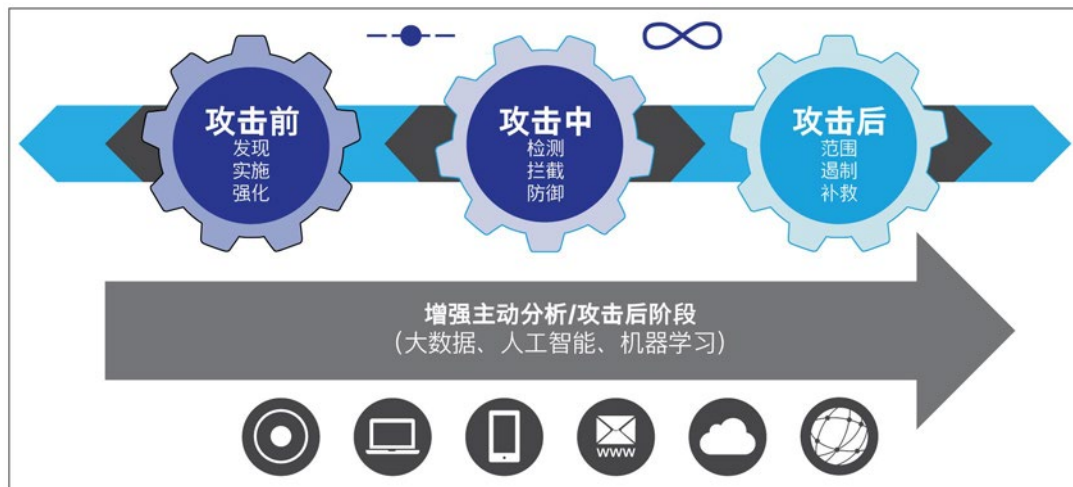 攻击前
发现
实施
强化
攻击中
检测
拦截
防御
攻击后
范围
遏制
补救
增强主动分析/攻击后阶段
（大数据、人工智能、机器学习）
www